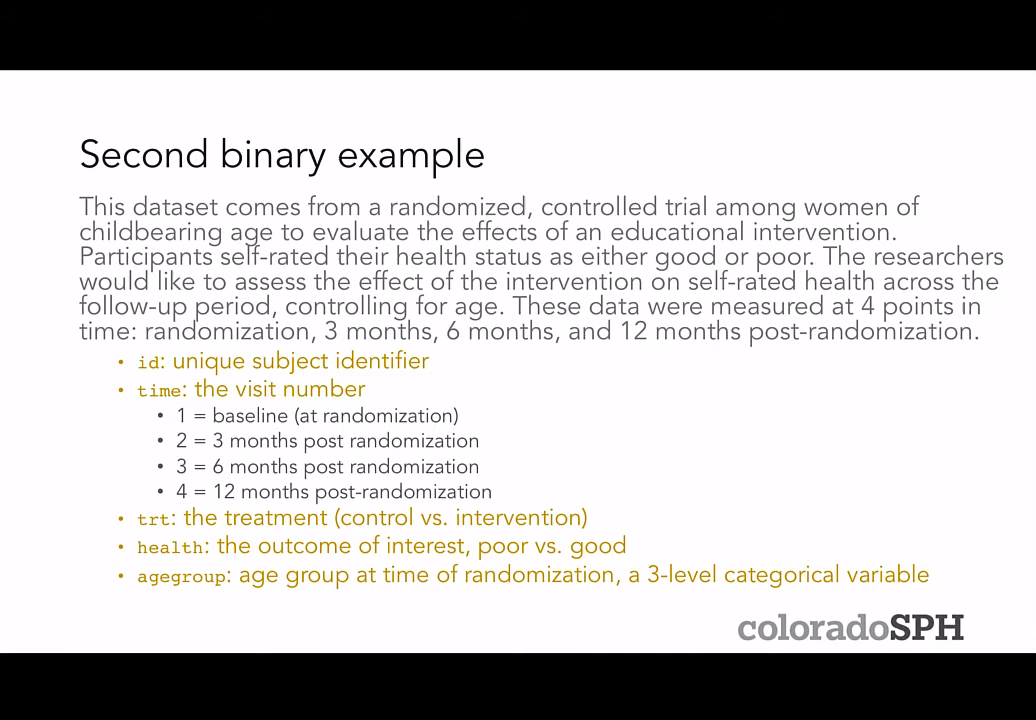 Second binary example
This dataset comes from a randomized, controlled trial among women of
childbearing age to evaluate the effects of an educational intervention.
Participants self-rated their health status as either good or poor. The researchers
would like to assess the effect of the intervention on self-rated health across the
follow-up period, controlling for age. These data were measured at 4 points in
time: randomization, 3 months, 6 months, and 12 months post-randomization.
• id: unique subject identifier
• time: the visit number
• 1 = baseline (at randomization)
• 2 = 3 months post randomization
• 3 = 6 months post randomization
• 4 = 12 months post-randomization
• trt: the treatment (control vs. intervention)
• health: the outcome of interest, poor vs. good
• agegroup: age group at time of randomization, a 3-level categorical variable
coloradoSPH